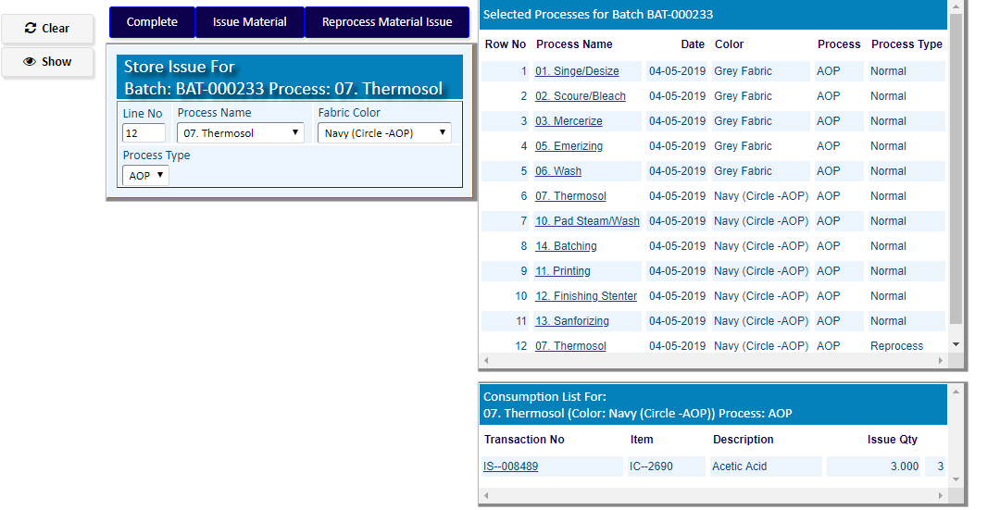 Clear
Show
Complete
Issue Material
Reprocess Material Issue
Store Issue For
Batch: BAT-000233 Process: 07. Thermosol
Line No Process Name Fabric Color
12 07. Thermosol Navy (Circle -AOP)
Process Type
AOP
Selected Processes for Batch BAT-000233
Row No Process Name Date Color Process Process Type
1 01. Singe/Desize 04-05-2019 Grey Fabric AOP Normal
2 02. Scoure/Bleach 04-05-2019 Grey Fabric AOP Normal
3 03. Mercerize 04-05-2019 Grey Fabric AOP Normal
4 05. Emerizing 04-05-2019 Grey Fabric AOP Normal
5 06. Wash 04-05-2019 Grey Fabric AOP Normal
6 07. Thermosol 04-05-2019 Navy (Circle -AOP) AOP Normal
7 10. Pad Steam/Wash 04-05-2019 Navy (Circle -AOP) AOP Normal
8 14. Batching 04-05-2019 Navy (Circle -AOP) AOP Normal
9 11. Printing 04-05-2019 Navy (Circle -AOP) AOP Normal
10 12. Finishing Stenter 04-05-2019 Navy (Circle -AOP) AOP Normal
11 13. Sanforizing 04-05-2019 Navy (Circle -AOP) AOP Normal
12 07. Thermosol 04-05-2019 Navy (Circle -AOP) AOP Reprocess
Consumption List For:
07. Thermosol (Color: Navy (Circle -AOP)) Process: AOP
Transaction No Item Description Issue Qty
IS--008489 IC--2690 Acetic Acid 3.000 3